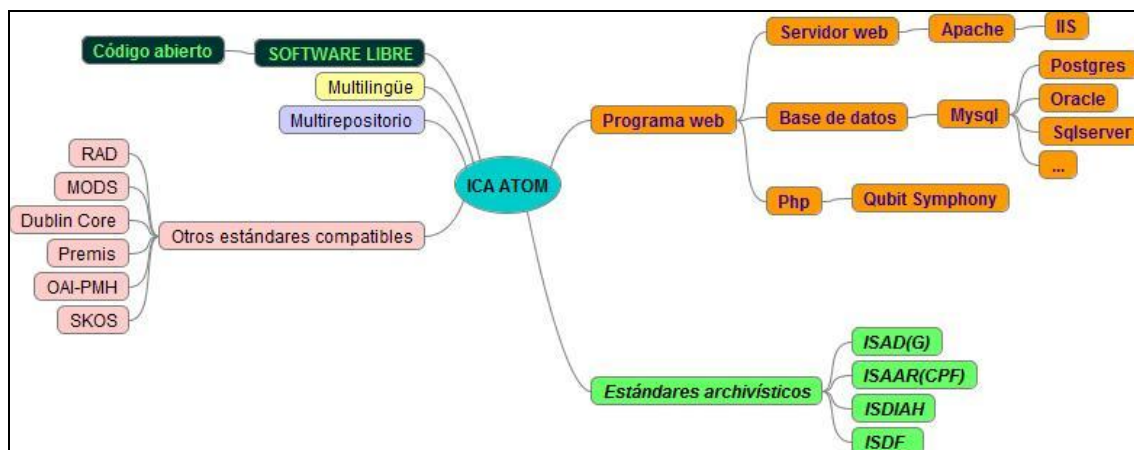 Código abierto
SOFTWARE LIBRE
Multilingüe
Multirepositorio
RAD
MODS
Dublin Core
Premis
OAI-PMH
SKOS
Otros estándares compatibles
ICA ATOM
Programa web
Servidor web
Apache
IIS
Base de datos
Mysql
Postgres
Oracle
Sqlserver
...
Php
Qubit Symphony
Estándares archivísticos
ISAD(G)
ISAAR(CPF)
ISDIAH
ISDF